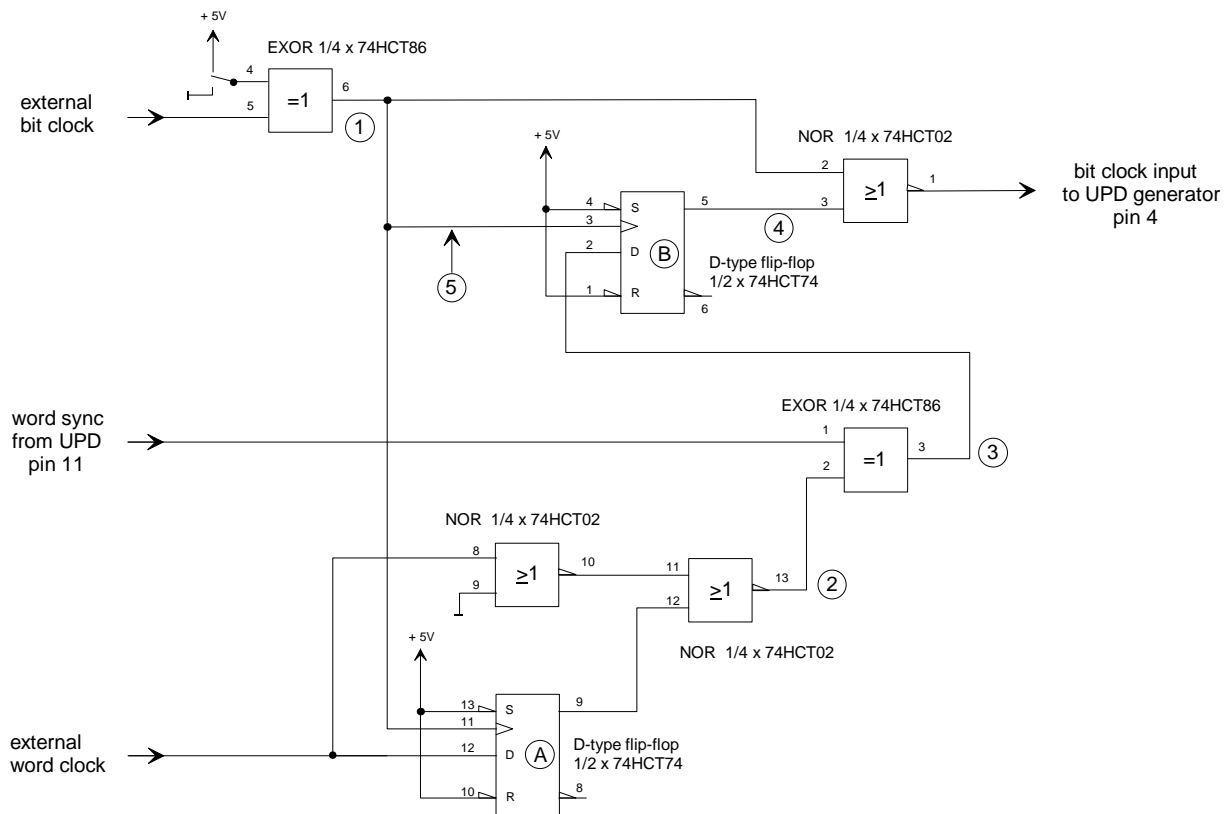 + 5V
EXOR 1/4 x 74HCT86
4
6
=1
5
external
bit clock
1
+ 5V
NOR 1/4 x 74HCT02
2
1
≥1
3
bit clock input
to UPD generator
pin 4
4
S
5
3
2
D
B
4
D-type flip-flop
1/2 x 74HCT74
1
R
6
5
EXOR 1/4 x 74HCT86
word sync
from UPD
pin 11
1
3
=1
2
3
NOR 1/4 x 74HCT02
8
10
≥1
9
11
13
≥1
12
2
NOR 1/4 x 74HCT02
+ 5V
13
S
9
11
12
D
A
D-type flip-flop
1/2 x 74HCT74
10
R
8
external
word clock